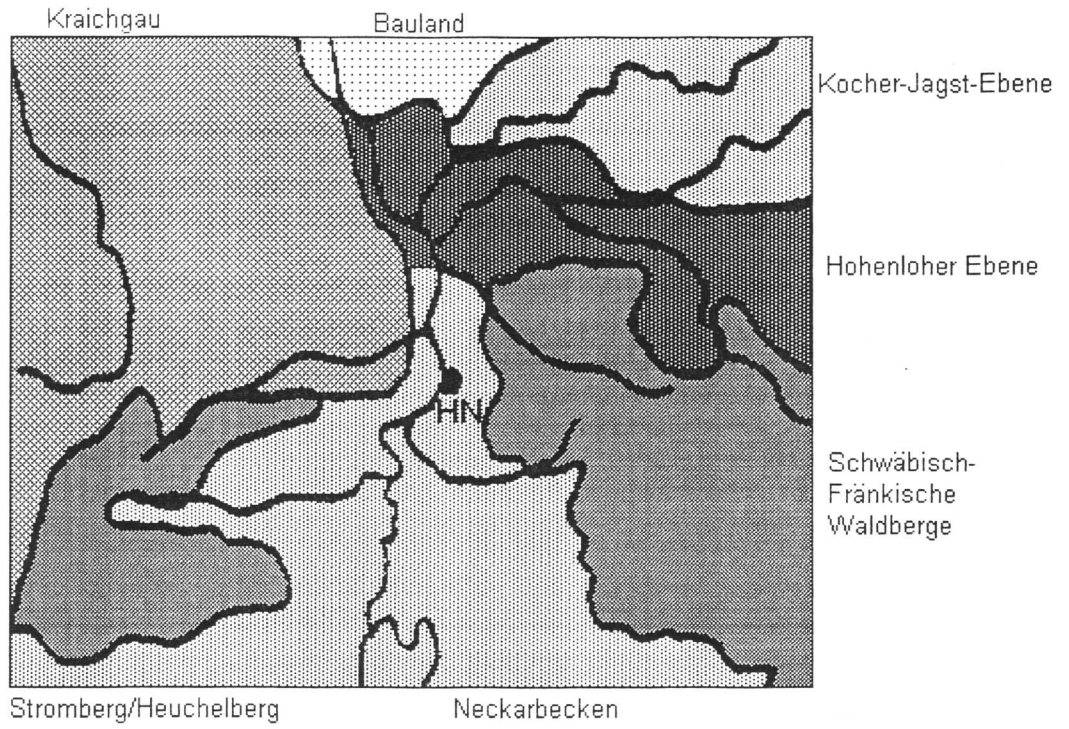 Kraichgau
Bauland
Kocher-Jagst-Ebene
Hohenloher Ebene
HN
Schwäbisch-
Fränkische
Waldberge
Stromberg/Heuchelberg
Neckarbecken